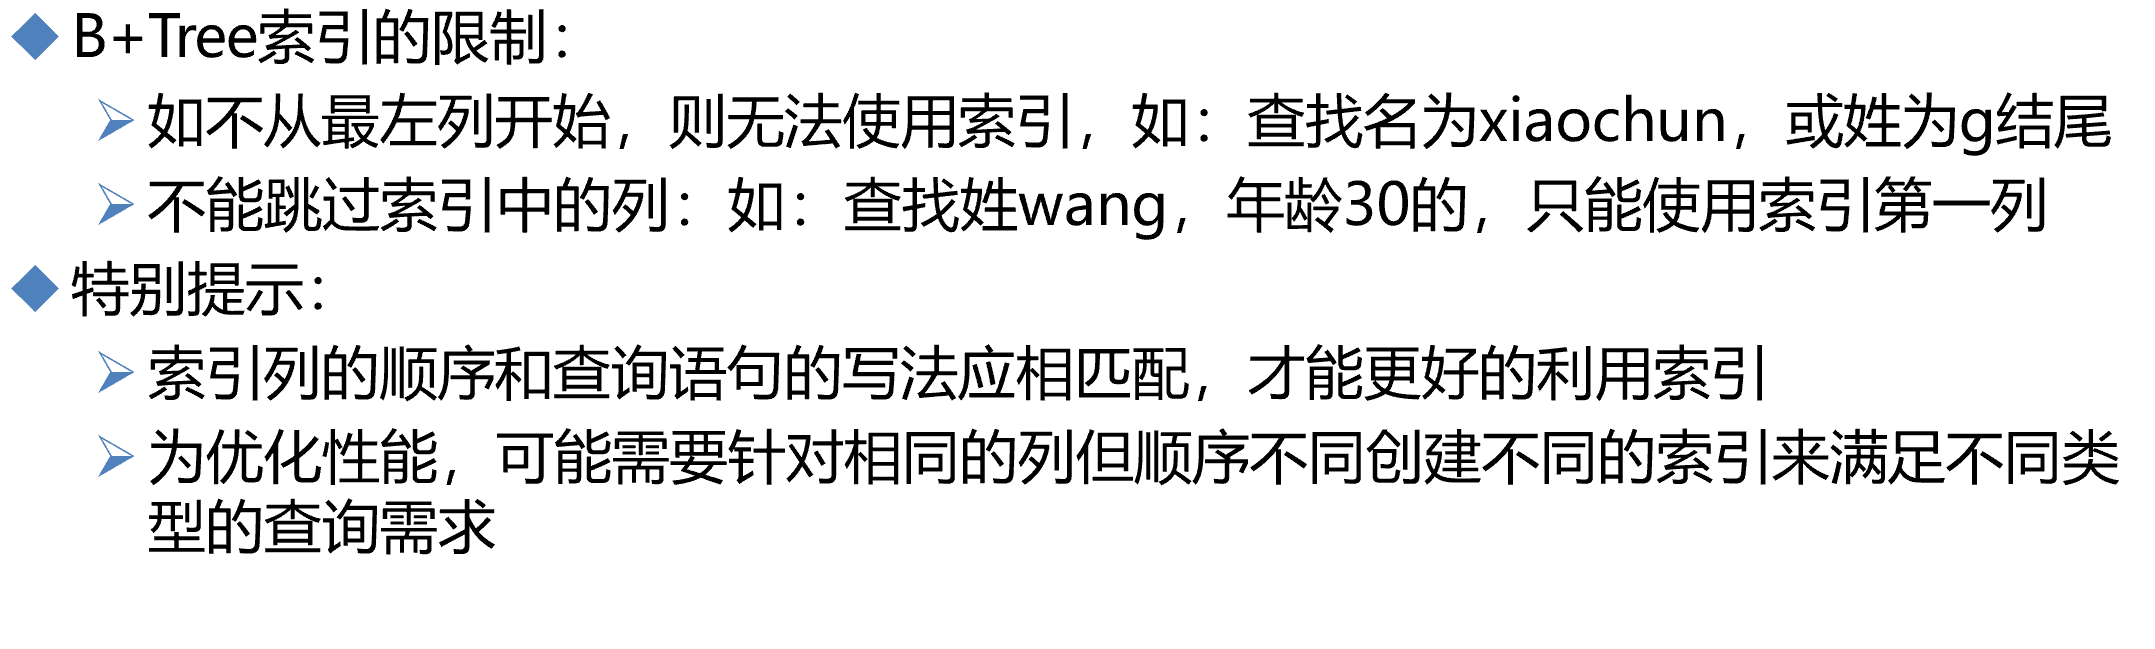 B+Tree索引的限制：
如不从最左列开始，则无法使用索引，如：查找名为xiaochun，或姓为g结尾
不能跳过索引中的列：如：查找姓wang，年龄30的，只能使用索引第一列
特别提示：
索引列的顺序和查询语句的写法应相匹配，才能更好的利用索引
为优化性能，可能需要针对相同的列但顺序不同创建不同的索引来满足不同类
型的查询需求